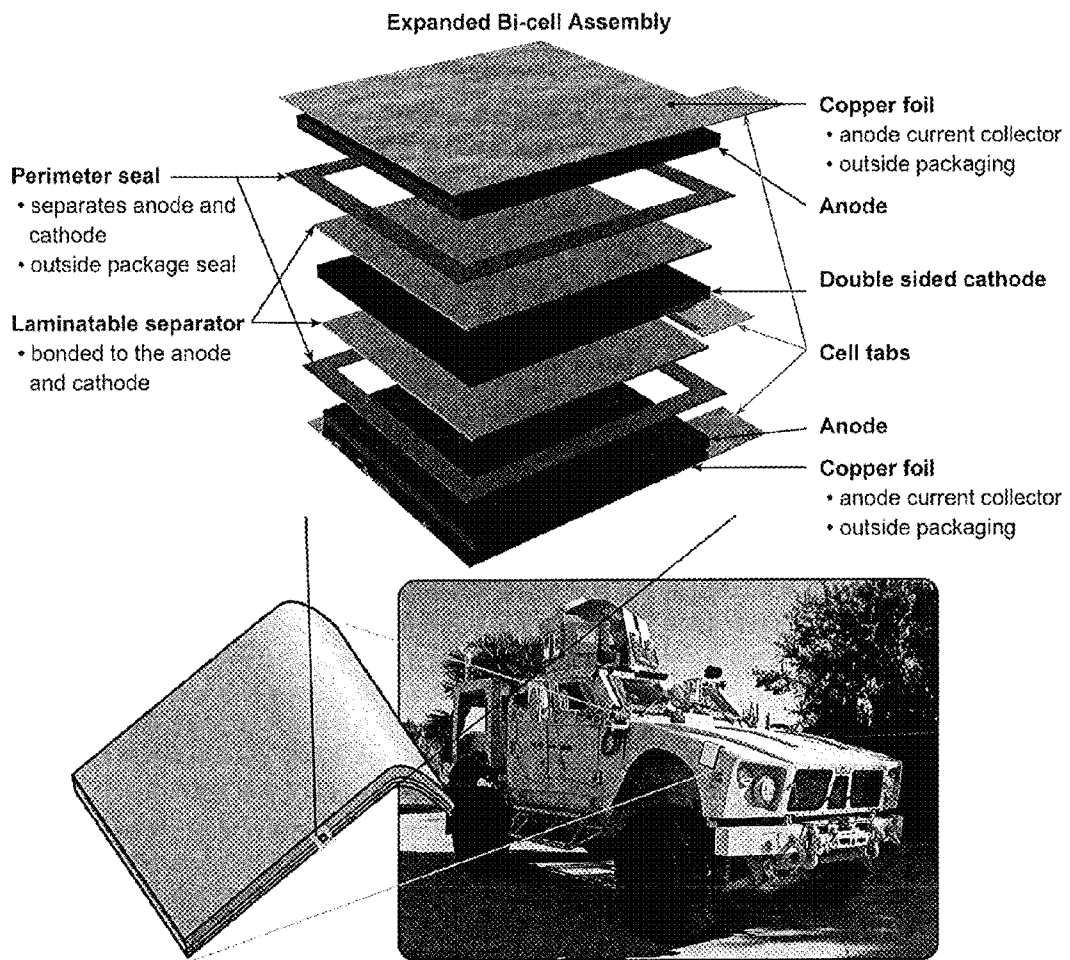 Expanded Bi-cell Assembly
Copper foil
• anode current collector
• outside packaging
Perimeter seal
• separates anode and
cathode
• outside package seal
Anode
Double sided cathode
Laminatable separator
• bonded to the anode
and cathode
Cell tabs
Anode
Copper foil
• anode current collector
• outside packaging